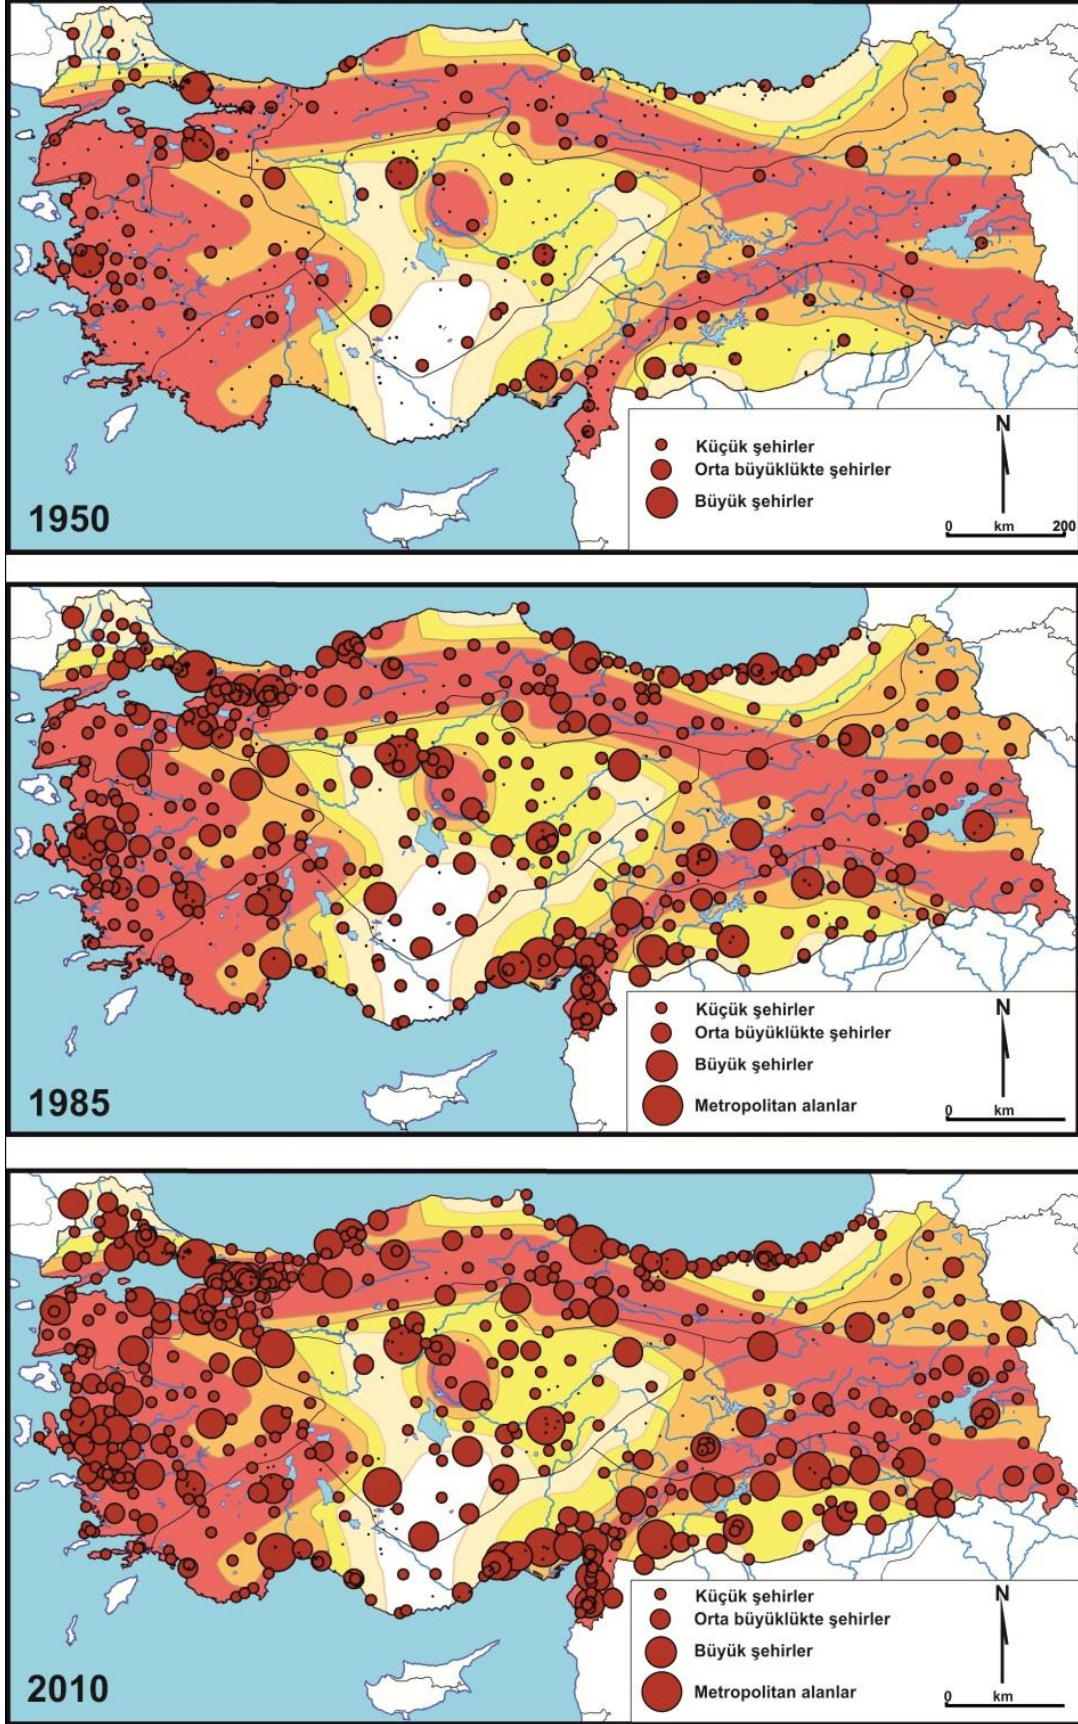 N
Küçük şehirler
Orta büyüklükte şehirler
Büyük şehirler
0 km 200
1950
N
Küçük şehirler
Orta büyüklükte şehirler
Büyük şehirler
Metropolitan alanlar
0 km
1985
N
Küçük şehirler
Orta büyüklükte şehirler
Büyük şehirler
Metropolitan alanlar
0 km
2010